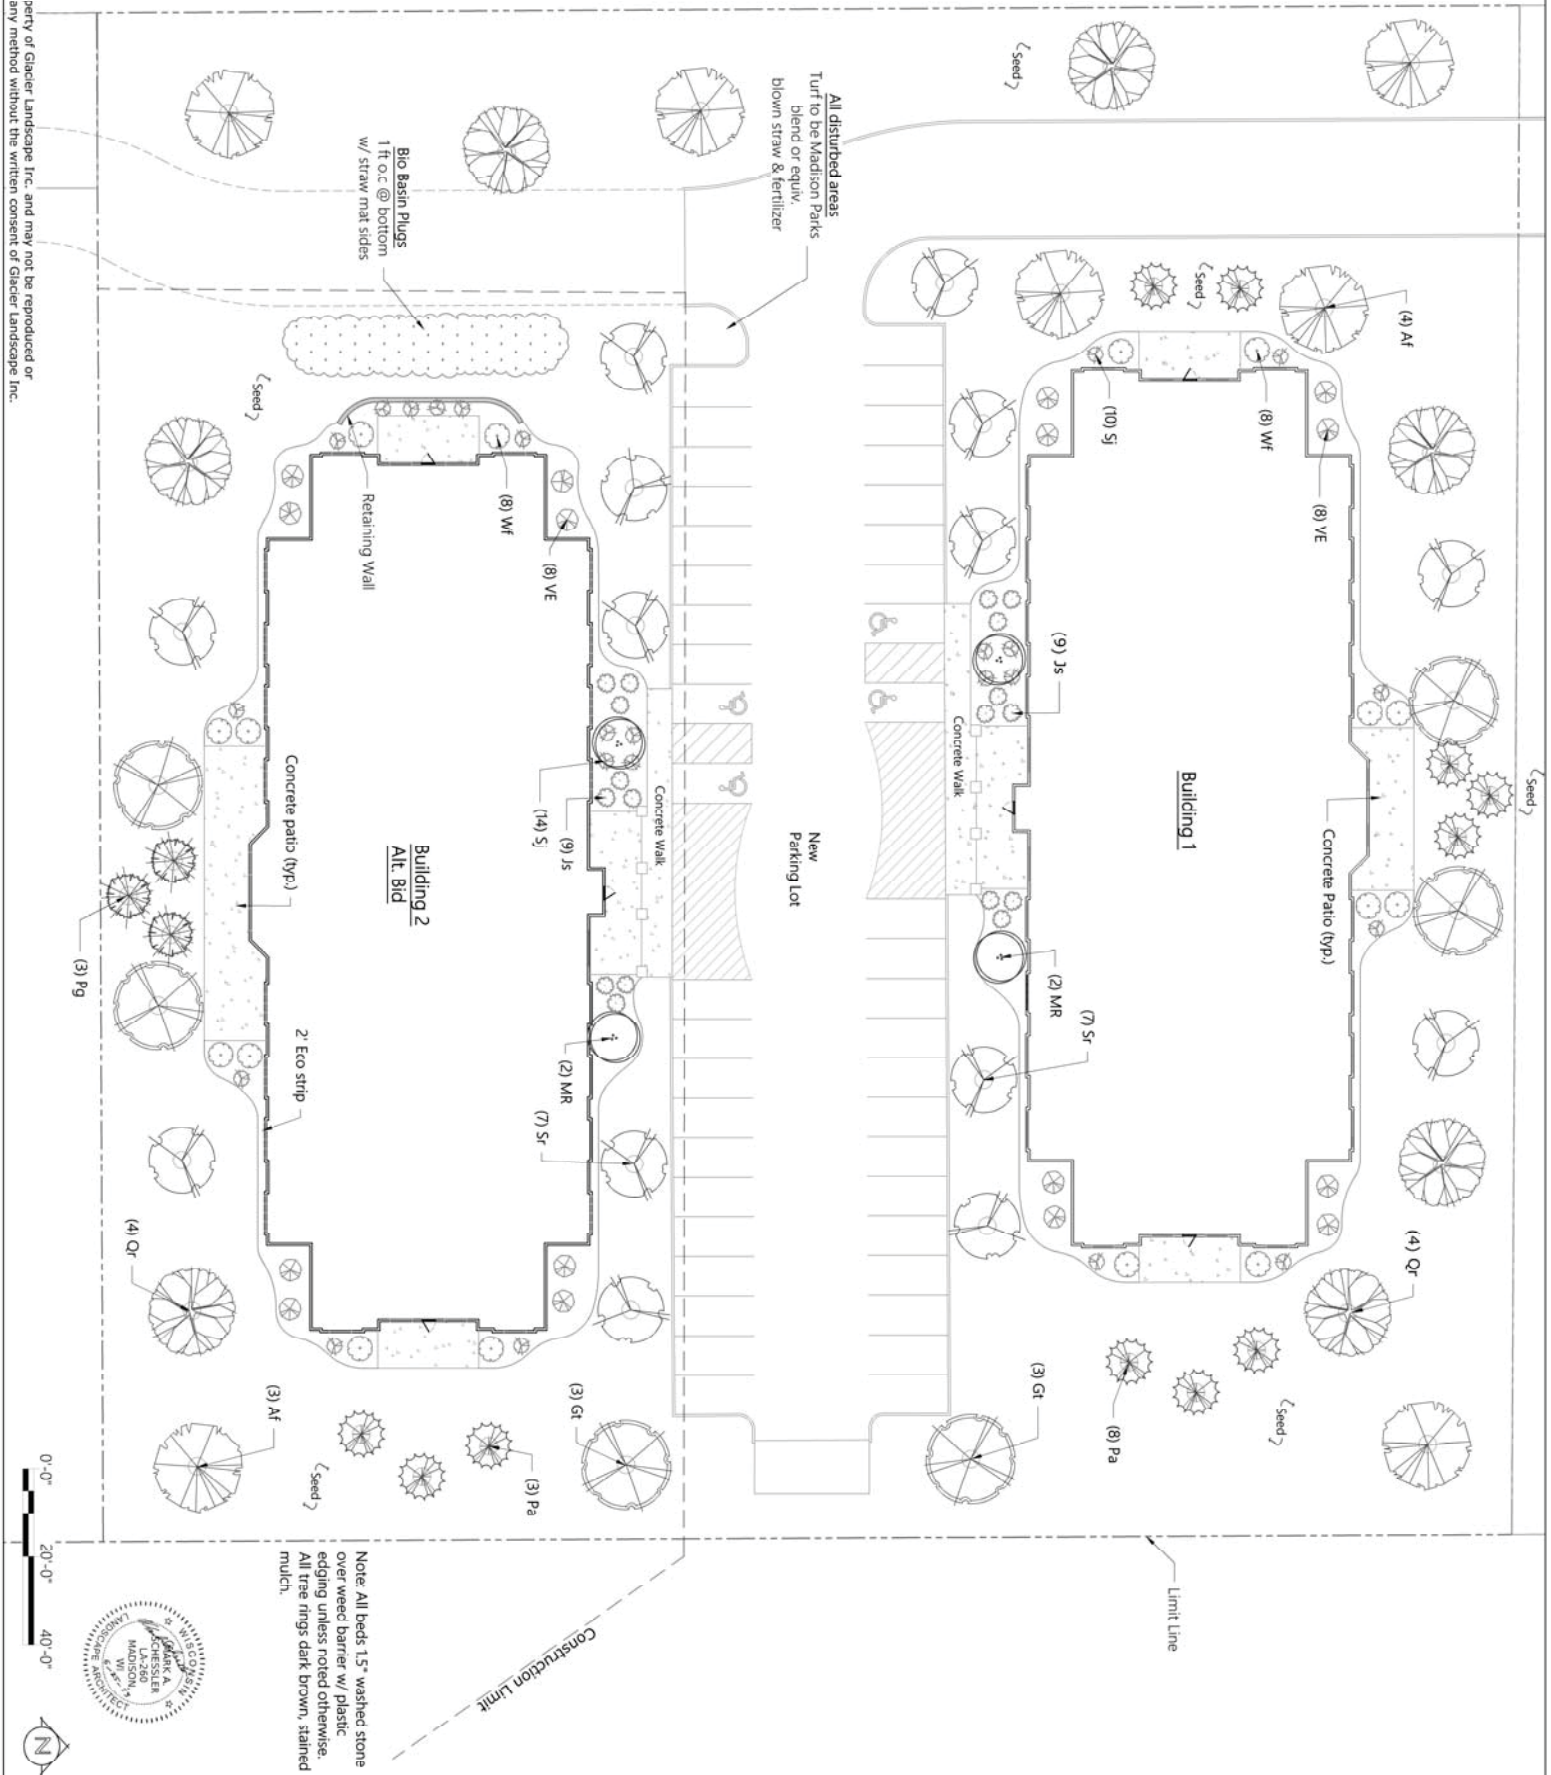 perty of Glacier Landscape Inc. and may not be reproduced or
any method without the written consent of Glacier Landscape Inc.
Seed
All disturbed areas
Turf to be Madison Parks
blend or equiv.
blown straw & fertilizer
Bio Basin Plugs
1 ft o.c @ bottom
w/ straw mat sides
Seed
(4) Af
(8) Wf
(10) Sj
(8) VE
Seed
Retaining Wall
(8) Wf
(8) VE
(9) Js
Concrete Walk
Building 1
Concrete Patio (typ.)
Seed
New
Parking Lot
Concrete Walk
(14) Sj
(9) Js
Building 2
Alt. Bid
Concrete patio (typ.)
(3) Pg
2' Eco strip
(2) MR
(7) Sr
(2) MR
(7) Sr
(4) Qr
(4) Qr
(3) Af
Seed
(3) Pa
(3) Gt
(3) Gt
(8) Pa
Seed
Limit Line
Construction Limit
Note: All beds 1.5" washed stone
over weed barrier w/ plastic
edging unless noted otherwise.
All tree rings dark brown, stained
mulch.
0'-0"
20'-0"
40'-0"
WISCONSIN
MARK A.
SCHESSLER
LA-260
MADISON,
WI
LANDSCAPE ARCHITECT
N